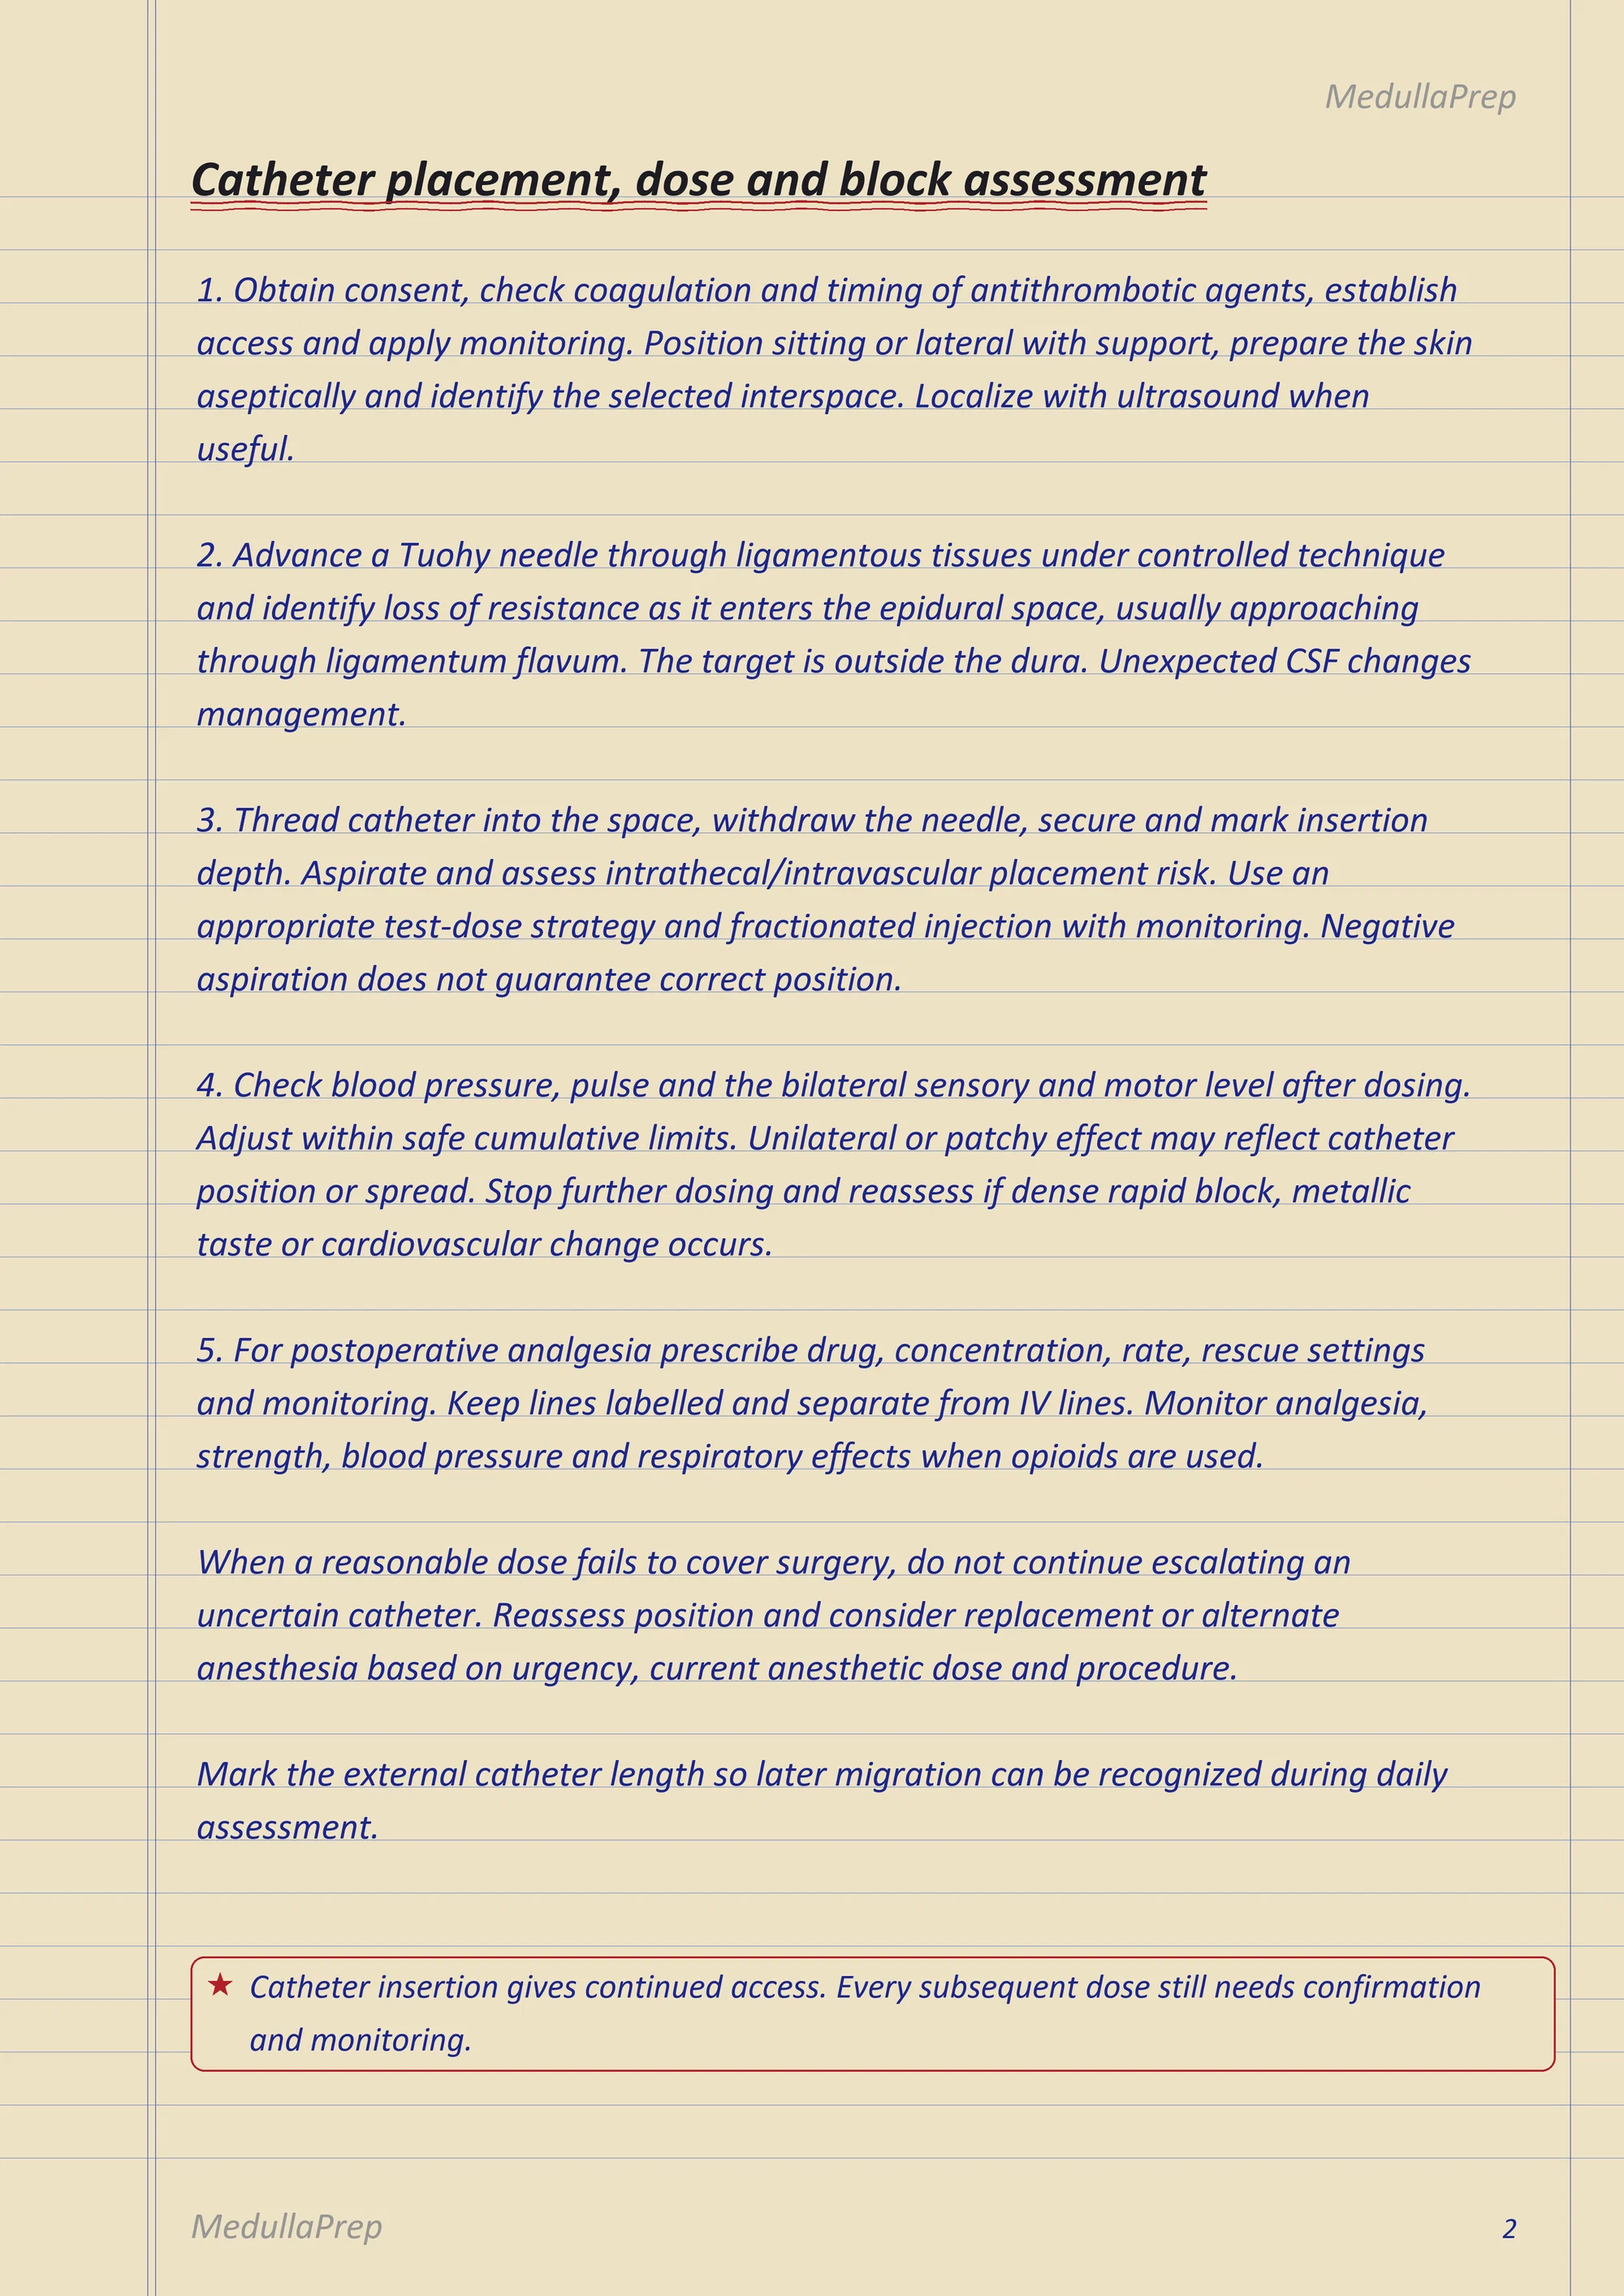 MedullaPrep
Catheter placement, dose and block assessment
1. Obtain consent, check coagulation and timing of antithrombotic agents, establish
access and apply monitoring. Position sitting or lateral with support, prepare the skin
aseptically and identify the selected interspace. Localize with ultrasound when
useful.
2. Advance a Tuohy needle through ligamentous tissues under controlled technique
and identify loss of resistance as it enters the epidural space, usually approaching
through ligamentum flavum. The target is outside the dura. Unexpected CSF changes
management.
3. Thread catheter into the space, withdraw the needle, secure and mark insertion
depth. Aspirate and assess intrathecal/intravascular placement risk. Use an
appropriate test-dose strategy and fractionated injection with monitoring. Negative
aspiration does not guarantee correct position.
4. Check blood pressure, pulse and the bilateral sensory and motor level after dosing.
Adjust within safe cumulative limits. Unilateral or patchy effect may reflect catheter
position or spread. Stop further dosing and reassess if dense rapid block, metallic
taste or cardiovascular change occurs.
5. For postoperative analgesia prescribe drug, concentration, rate, rescue settings
and monitoring. Keep lines labelled and separate from IV lines. Monitor analgesia,
strength, blood pressure and respiratory effects when opioids are used.
When a reasonable dose fails to cover surgery, do not continue escalating an
uncertain catheter. Reassess position and consider replacement or alternate
anesthesia based on urgency, current anesthetic dose and procedure.
Mark the external catheter length so later migration can be recognized during daily
assessment.
★ Catheter insertion gives continued access. Every subsequent dose still needs confirmation
and monitoring.
MedullaPrep
2